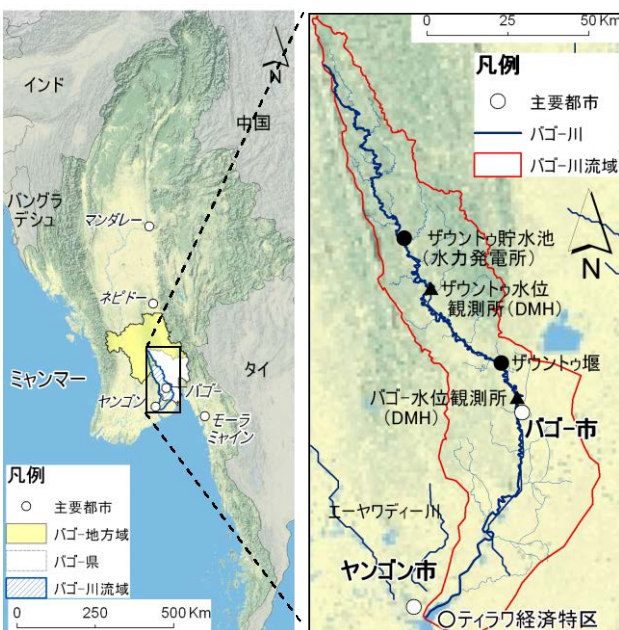 インド
中国
バングラ
デシュ
マンダレー
ネピドー
タイ
ミャンマー
バゴー
ヤンゴン
モーラ
ミャイン
N
凡例
主要都市
バゴー地方域
バゴー県
バゴー川流域
0 250 500 Km
0 25 50 Km
凡例
主要都市
バゴー川
バゴー川流域
N
ザウントゥ貯水池
(水力発電所)
ザウントゥ水位
観測所(DMH)
ザウントゥ堰
バゴー水位観測所
(DMH)
バゴー市
エーヤワディー川
ヤンゴン市
ティラワ経済特区